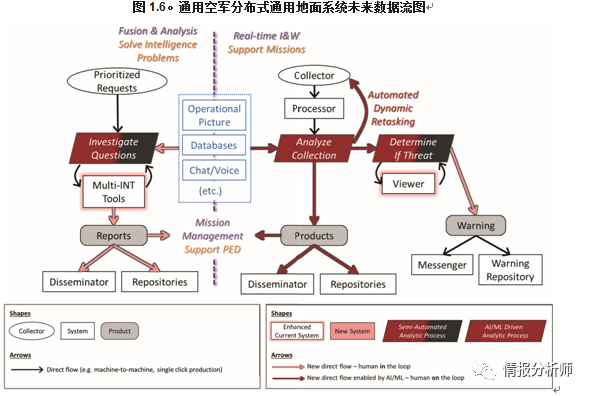 图 1.6。通用空军分布式通用地面系统未来数据流图
Fusion & Analysis
Solve Intelligence
Problems
Real-time I&W
Support Missions
Prioritized
Requests
Collector
Automated
Dynamic
Retasking
Operational
Picture
Processor
Investigate
Questions
Databases
Analyze
Collection
Determine
If Threat
Chat/Voice
Multi-INT
Tools
(etc.)
Viewer
Mission
Management
Support PED
Reports
Products
Warning
Disseminator
Repositories
Disseminator
Repositories
Messenger
Warning
Repository
Shapes
Collector
System
Product
Arrows
Direct flow (e.g. machine-to-machine, single click production)
Shapes
Enhanced
Current System
New System
Semi-Automated
Analytic Process
AI/ML Driven
Analytic Process
Arrows
New direct flow – human in the loop
New direct flow enabled by AI/ML – human on the loop
情报分析师